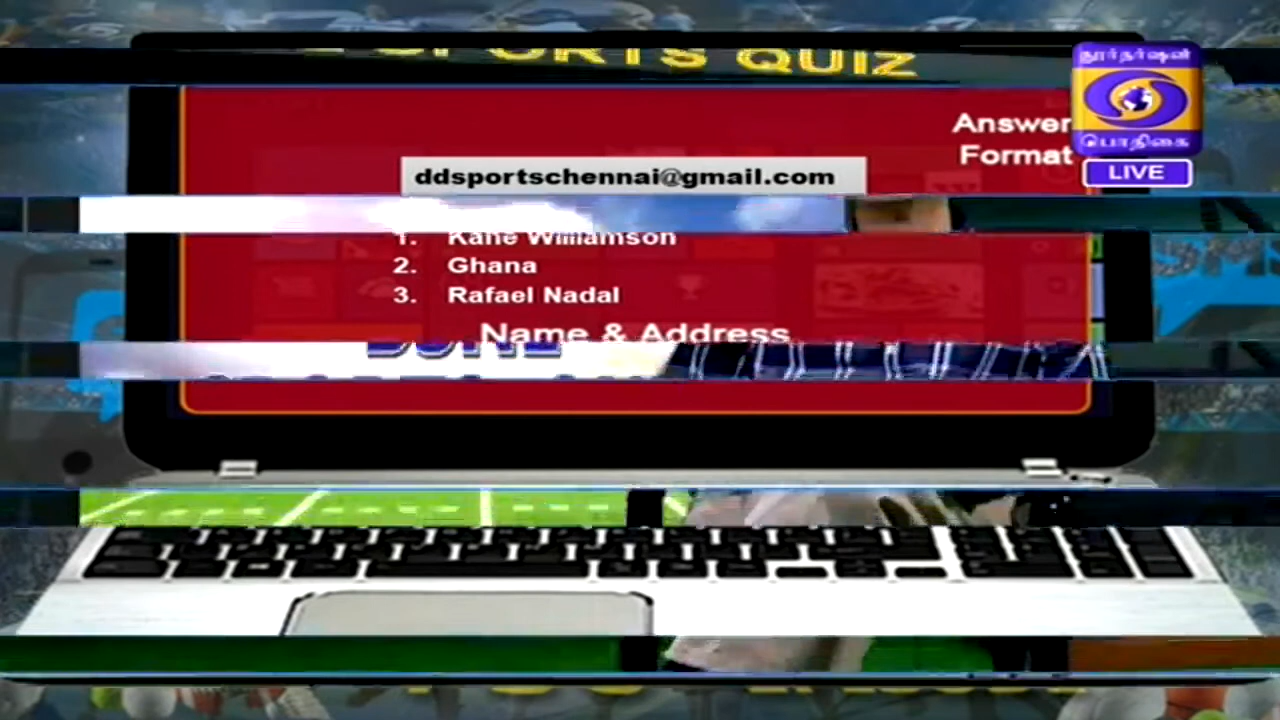 SPORTS QUIZ
தூர்தர்ஷன்
பொதிகை
LIVE
Answer
Format
ddsportschennai@gmail.com
1. Kane Williamson
2. Ghana
3. Rafael Nadal
Name & Address